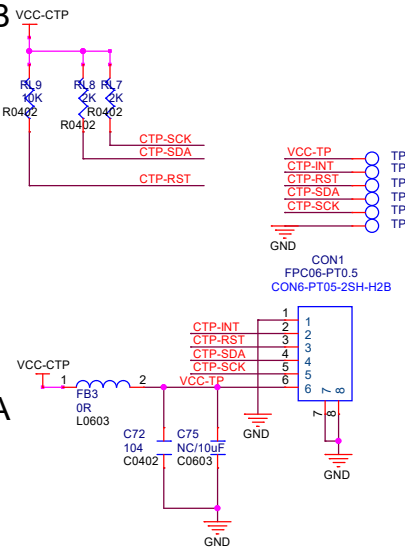 B
VCC-CTP
RL9
10K
R0402
RL8
2K
R0402
RL7
2K
R0402
CTP-SCK
CTP-SDA
CTP-RST
VCC-TP
CTP-INT
CTP-RST
CTP-SDA
CTP-SCK
TP
TP
TP
TP
TP
TP
GND
CON1
FPC06-PT0.5
CON6-PT05-2SH-H2B
CTP-INT
CTP-RST
CTP-SDA
CTP-SCK
VCC-TP
1
2
3
4
5
6
1
2
3
4
5
6
7
8
7
8
VCC-CTP
1
2
FB3
0R
L0603
A
C72
104
C0402
C75
NC/10uF
C0603
GND
GND
GND